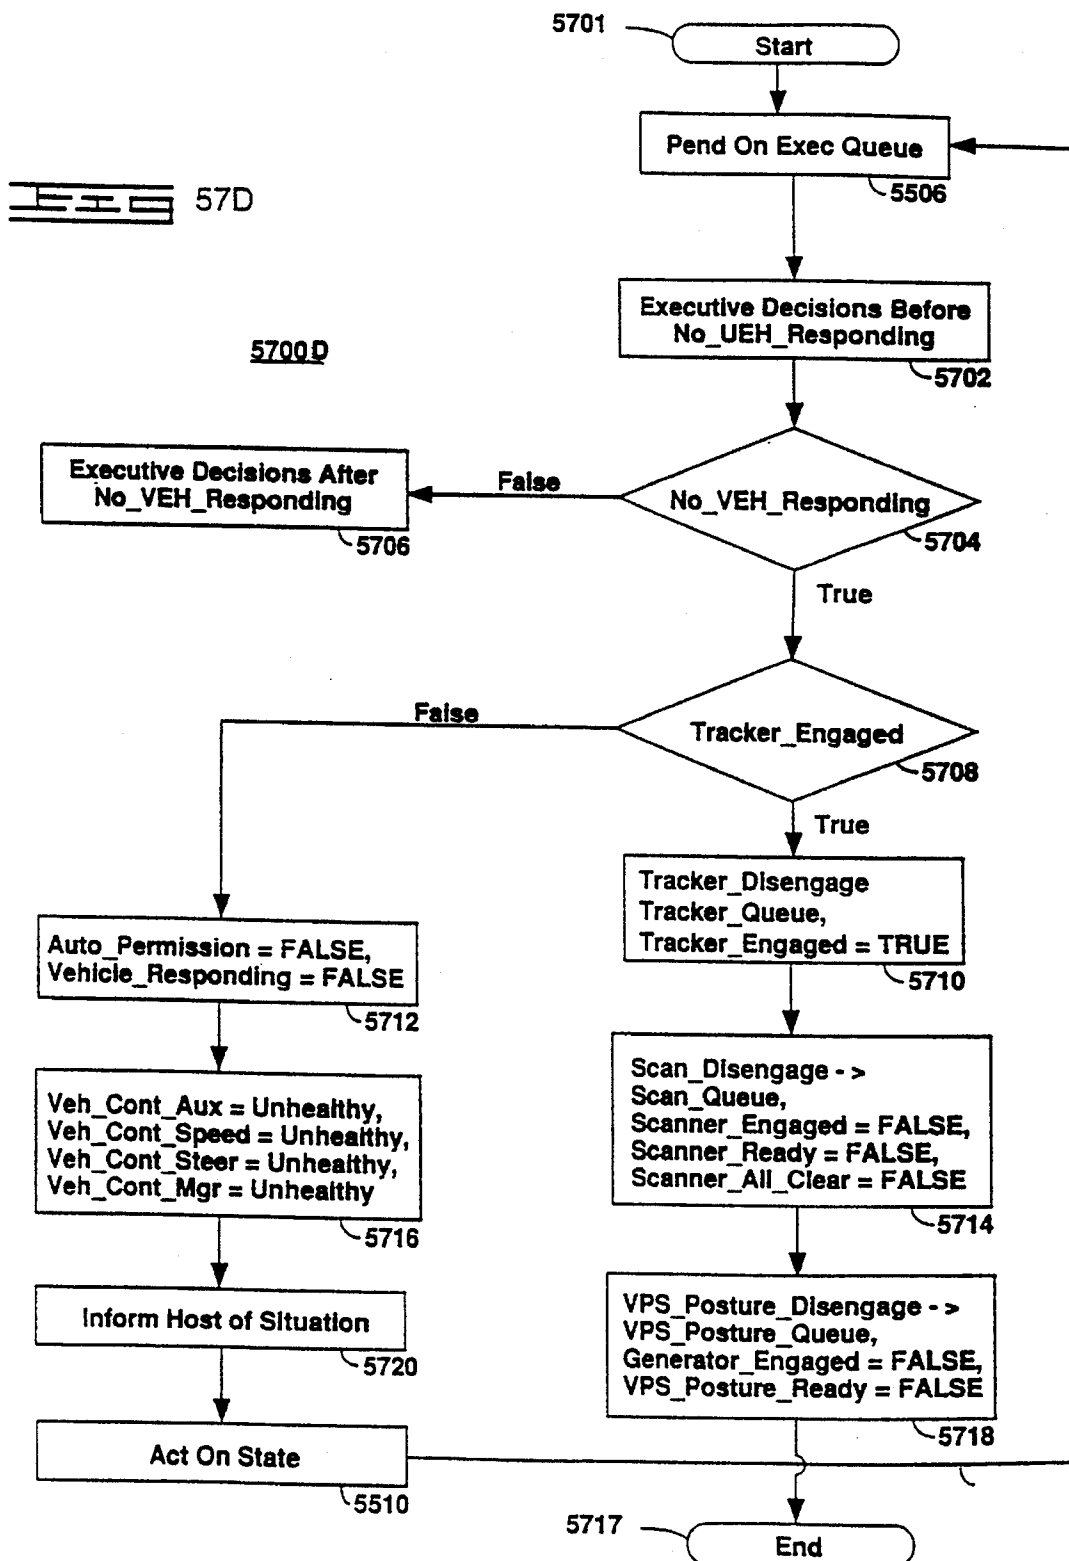 5701
Start
Pend On Exec Queue
5506
57D
Executive Decisions Before
No_UEH_Responding
5702
5700D
Executive Decisions After
No_VEH_Responding
5706
False
No_VEH_Responding
5704
True
False
Tracker_Engaged
5708
True
Tracker_Disengage
Tracker_Queue,
Tracker_Engaged = TRUE
5710
Auto_Permission = FALSE,
Vehicle_Responding = FALSE
5712
Scan_Disengage - >
Scan_Queue,
Scanner_Engaged = FALSE,
Scanner_Ready = FALSE,
Scanner_All_Clear = FALSE
5714
Veh_Cont_Aux = Unhealthy,
Veh_Cont_Speed = Unhealthy,
Veh_Cont_Steer = Unhealthy,
Veh_Cont_Mgr = Unhealthy
5716
Inform Host of Situation
5720
VPS_Posture_Disengage - >
VPS_Posture_Queue,
Generator_Engaged = FALSE,
VPS_Posture_Ready = FALSE
5718
Act On State
5510
5717
End